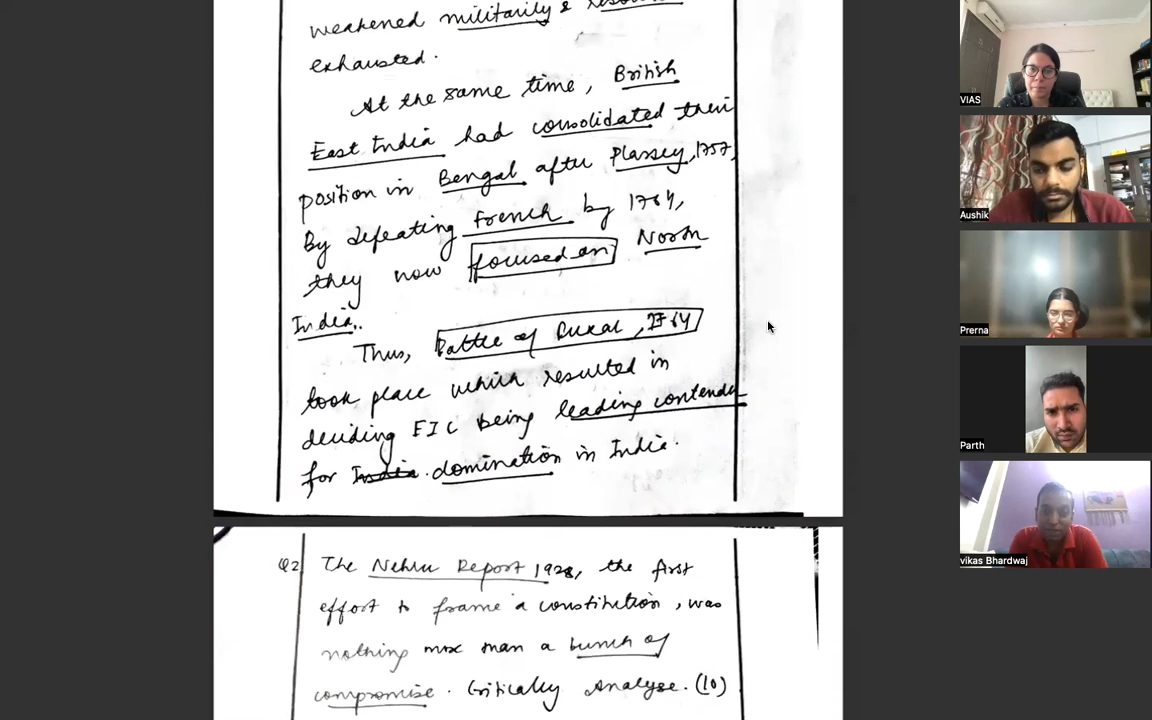 weakened militarily &
exhausted.
At the same time, British
East India had consolidated their
position in Bengal after Plassey, 1757,
By defeating French by 1764,
they now focused on North
India.
Thus, Battle of Buxar, 1764
took place which resulted in
deciding EIC being leading contender
for India domination in India.
Q2 The Nehru Report 1928, the first
effort to frame a constitution, was
nothing more than a bunch of
compromise. Critically Analyse. (10)
VIAS
Aushik
Prerna
Parth
vikas Bhardwaj